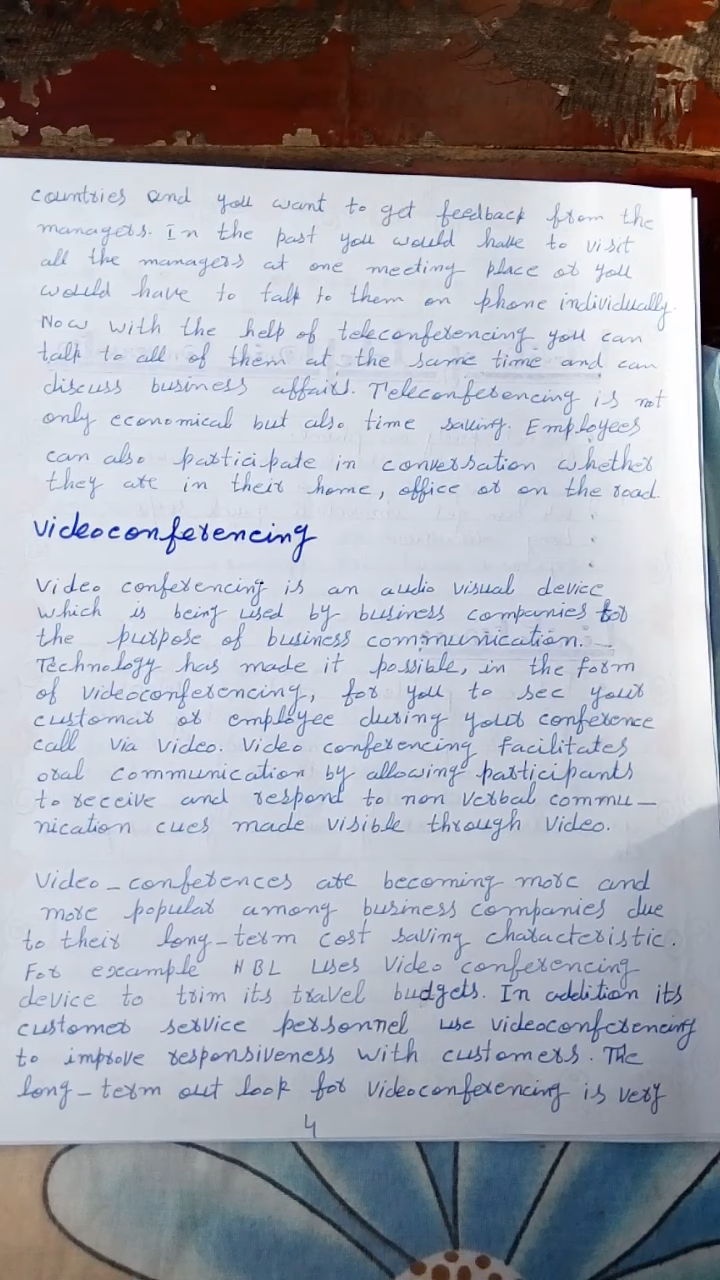 countries and you want to get feedback from the
managers. In the past you would have to visit
all the managers at one meeting place or you
would have to talk to them on phone individually.
Now with the help of teleconferencing you can
talk to all of them at the same time and can
discuss business affairs. Teleconferencing is not
only economical but also time saving. Employees
can also participate in conversation whether
they are in their home, office or on the road.
Videoconferencing
Video conferencing is an audio visual device
which is being used by business companies for
the purpose of business communication.
Technology has made it possible, in the form
of videoconferencing, for you to see your
customar or employee during your conference
call via video. Video conferencing facilitates
oral communication by allowing participants
to receive and respond to non verbal commu-
nication cues made visible through video.
Video-conferences are becoming more and
more popular among business companies due
to their long-term cost saving characteristic.
For example HBL uses video conferencing
device to trim its travel budgets. In addition its
customer service personnel use videoconferencing
to improve responsiveness with customers. The
long-term out look for videoconferencing is very
4